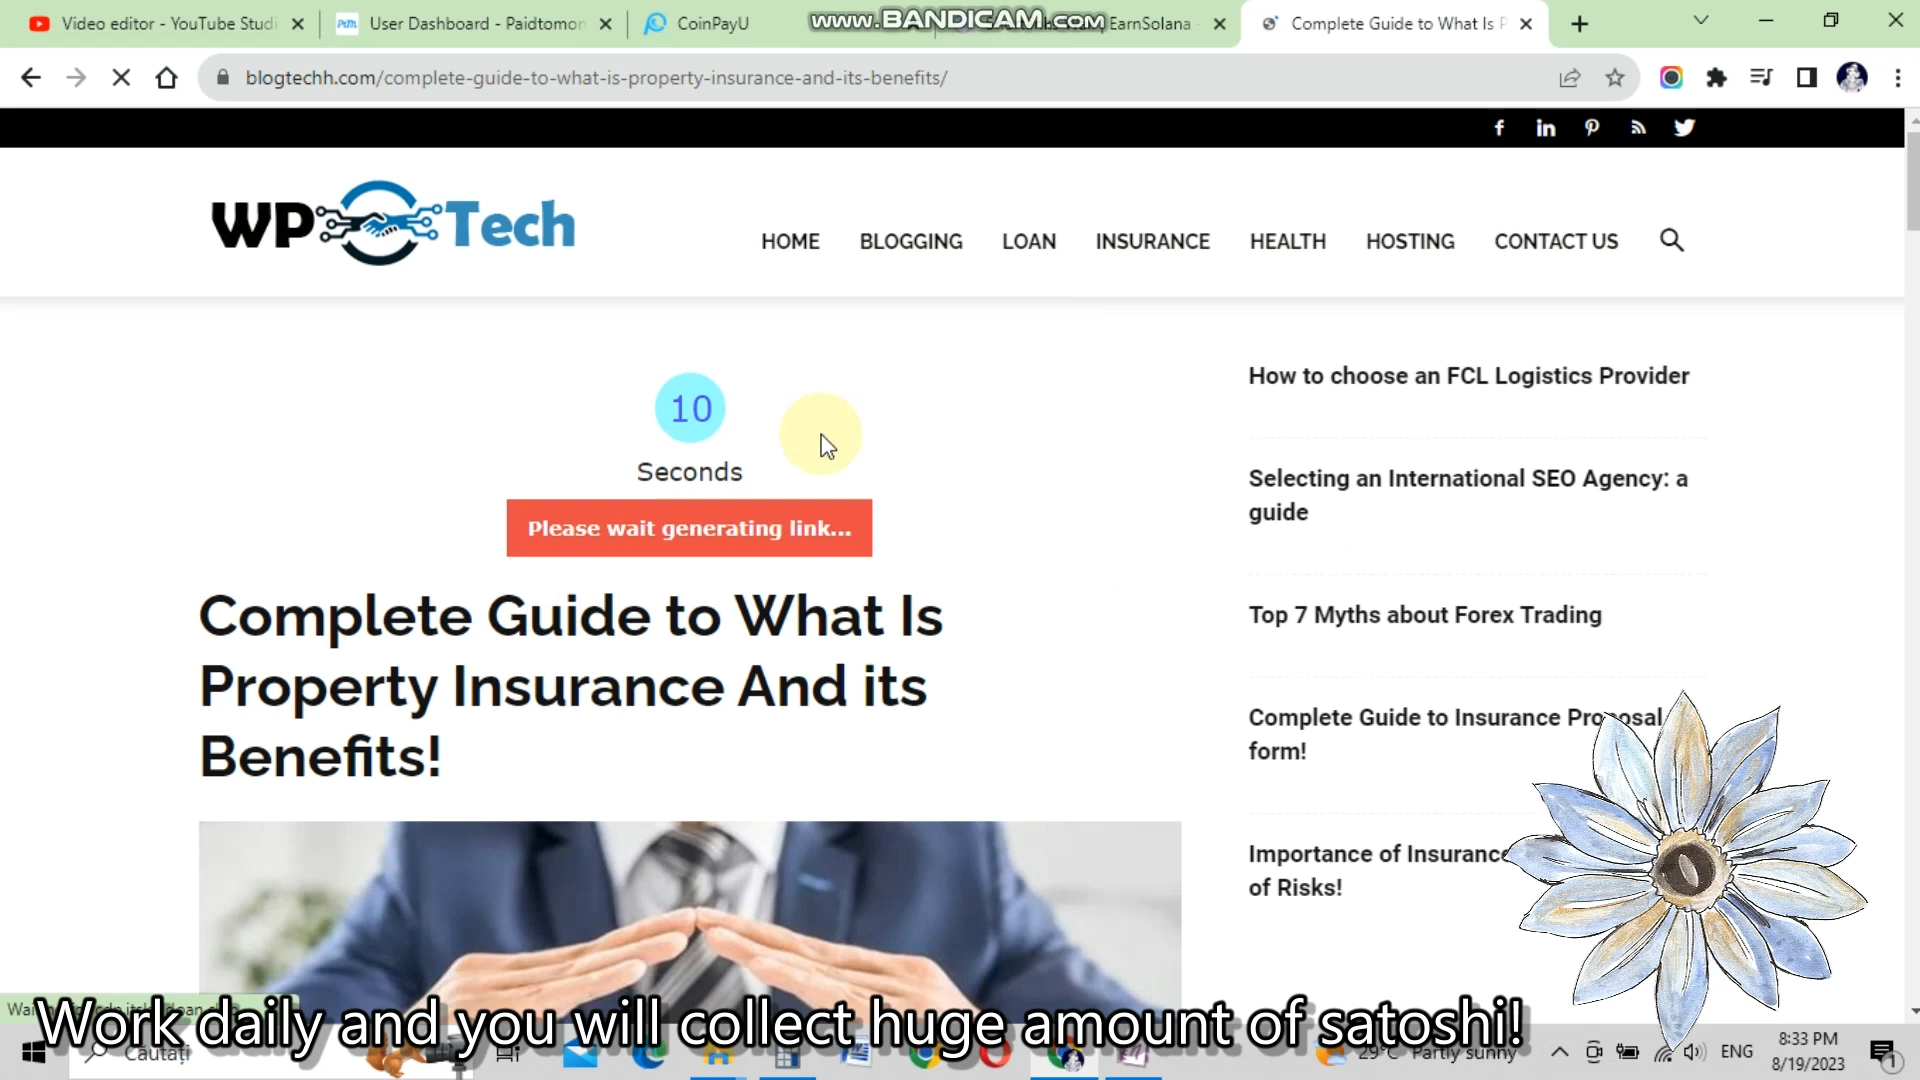 Video editor - YouTube Studi
User Dashboard - Paidtomon
CoinPayU
www.BANDICAM.com
EarnSolana
Complete Guide to What Is P
blogtechh.com/complete-guide-to-what-is-property-insurance-and-its-benefits/
WP Tech
HOME
BLOGGING
LOAN
INSURANCE
HEALTH
HOSTING
CONTACT US
10
Seconds
Please wait generating link...
Complete Guide to What Is
Property Insurance And its
Benefits!
How to choose an FCL Logistics Provider
Selecting an International SEO Agency: a
guide
Top 7 Myths about Forex Trading
Complete Guide to Insurance Proposal
form!
Importance of Insurance
of Risks!
Work daily and you will collect huge amount of satoshi!
Căutați
29°C Partly sunny
ENG
8:33 PM
8/19/2023
1